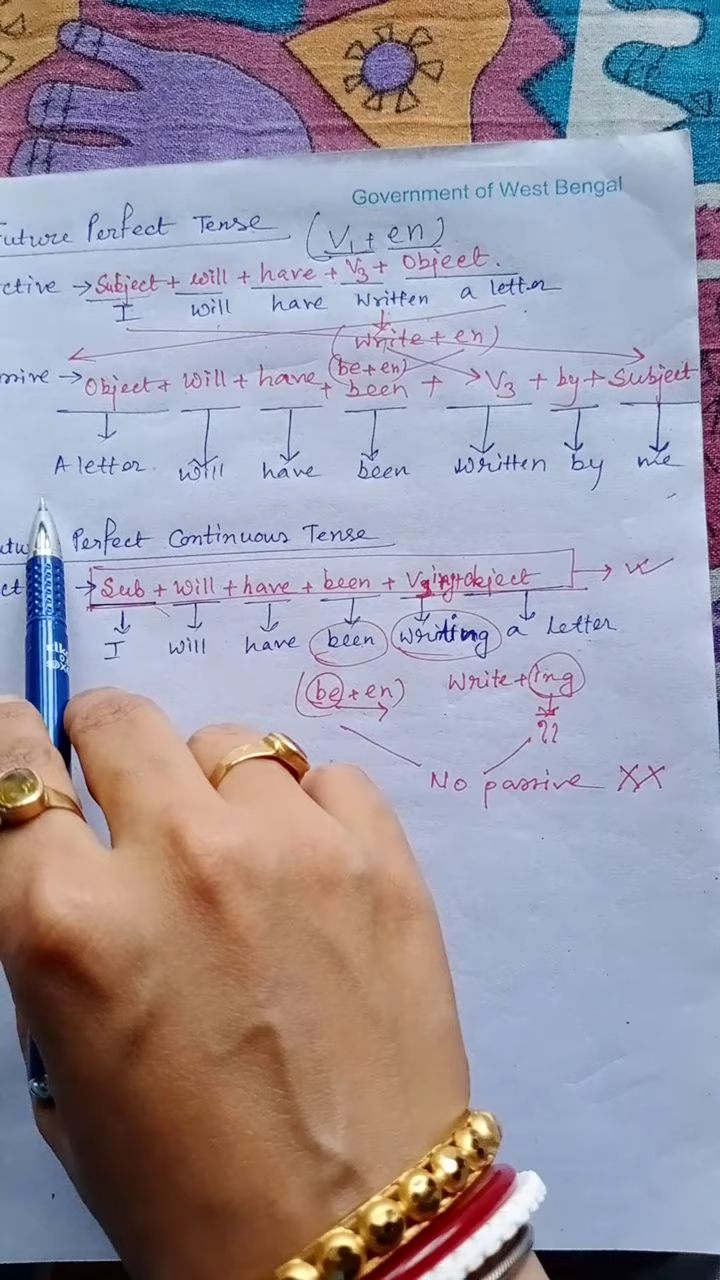 Government of West Bengal
Future Perfect Tense (V₁ + en)
ctive → Subject + will + have + V₃ + Object.
I will have written a letter
(write + en)
(be + en)
ssive → Object + will + have + been + V₃ + by + Subject
A letter will have been written by me
Futu Perfect Continuous Tense
ct → Sub + will + have + been + V ing + object
I will have been writing a letter
(be + en) Write + ing
??
No passive XX